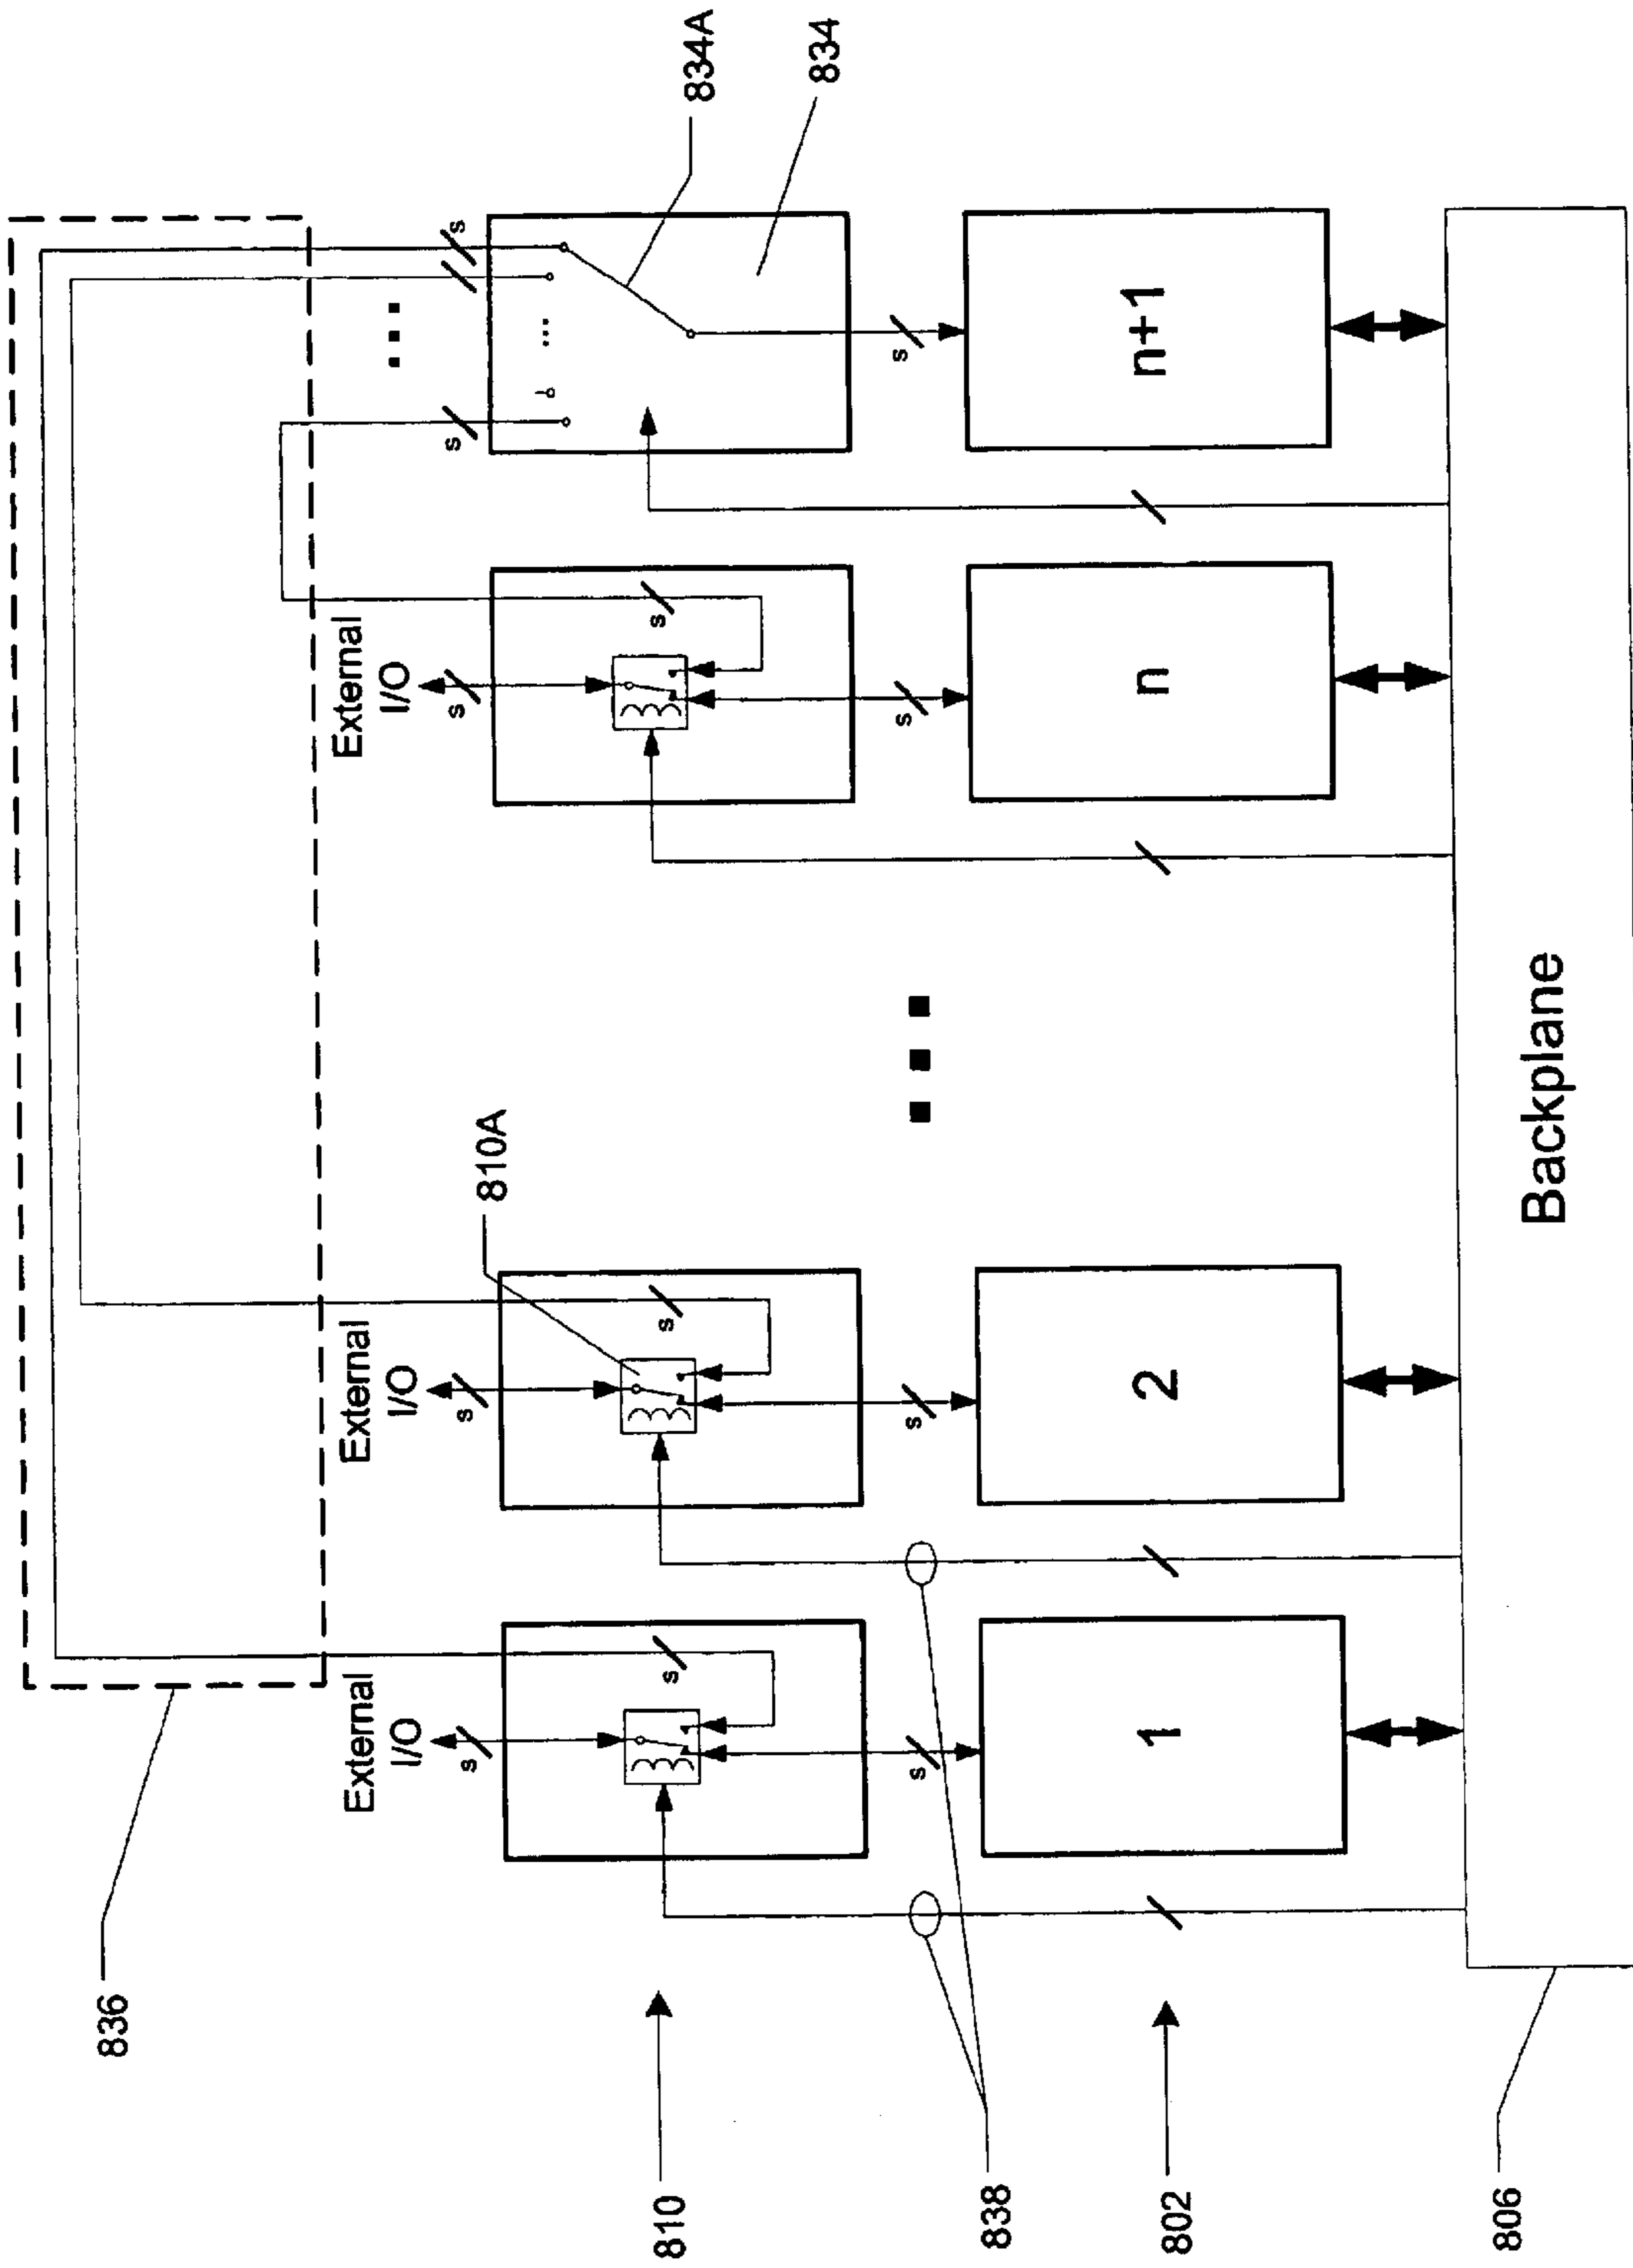 836
External
I/O
External
I/O
External
I/O
s
s
s
s
s
810A
...
810
s
s
s
834A
834
s
s
s
s
838
802
1
2
n
n+1
806
Backplane